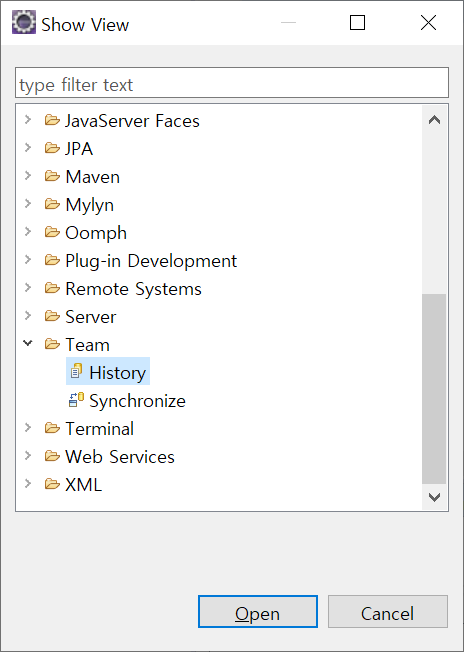 Show View
type filter text
JavaServer Faces
JPA
Maven
Mylyn
Oomph
Plug-in Development
Remote Systems
Server
Team
History
Synchronize
Terminal
Web Services
XML
Open
Cancel